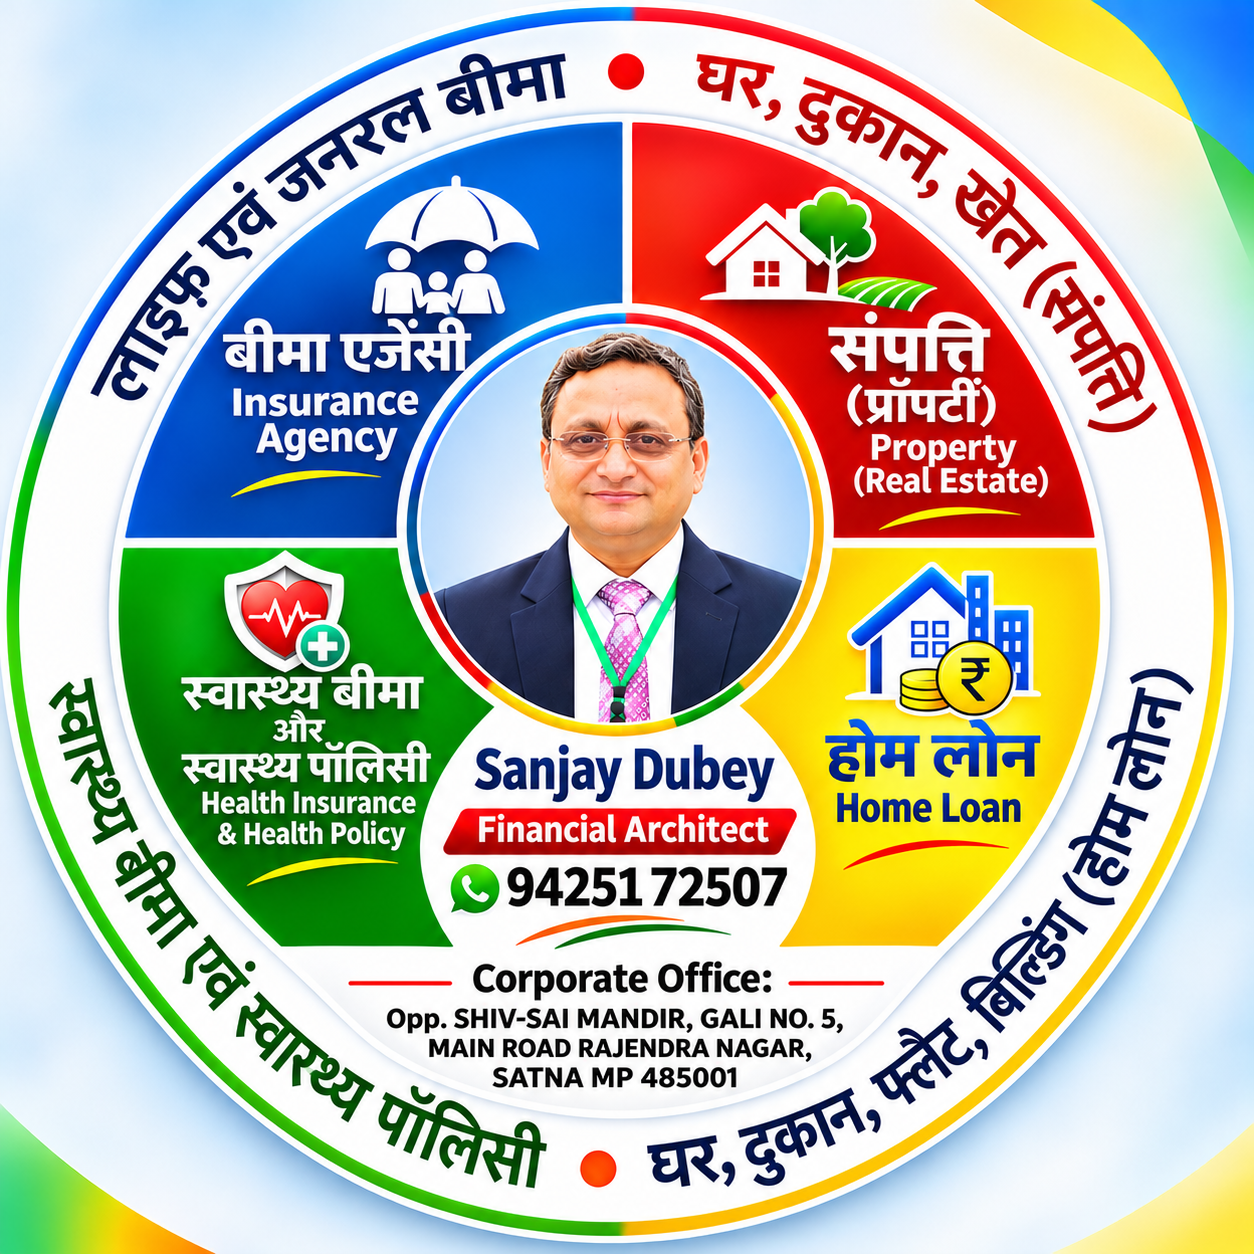 लाइफ़ एवं जनरल बीमा
घर, दुकान, खेत (संपत्ति)
बीमा एजेंसी
Insurance
Agency
संपत्ति
(प्रॉपर्टी)
Property
(Real Estate)
स्वास्थ्य बीमा
और
स्वास्थ्य पॉलिसी
Health Insurance
& Health Policy
होम लोन
Home Loan
₹
Sanjay Dubey
Financial Architect
9425172507
Corporate Office:
Opp. SHIV-SAI MANDIR, GALI NO. 5,
MAIN ROAD RAJENDRA NAGAR,
SATNA MP 485001
स्वास्थ्य बीमा एवं स्वास्थ्य पॉलिसी
घर, दुकान, फ्लैट, बिल्डिंग (होम लोन)